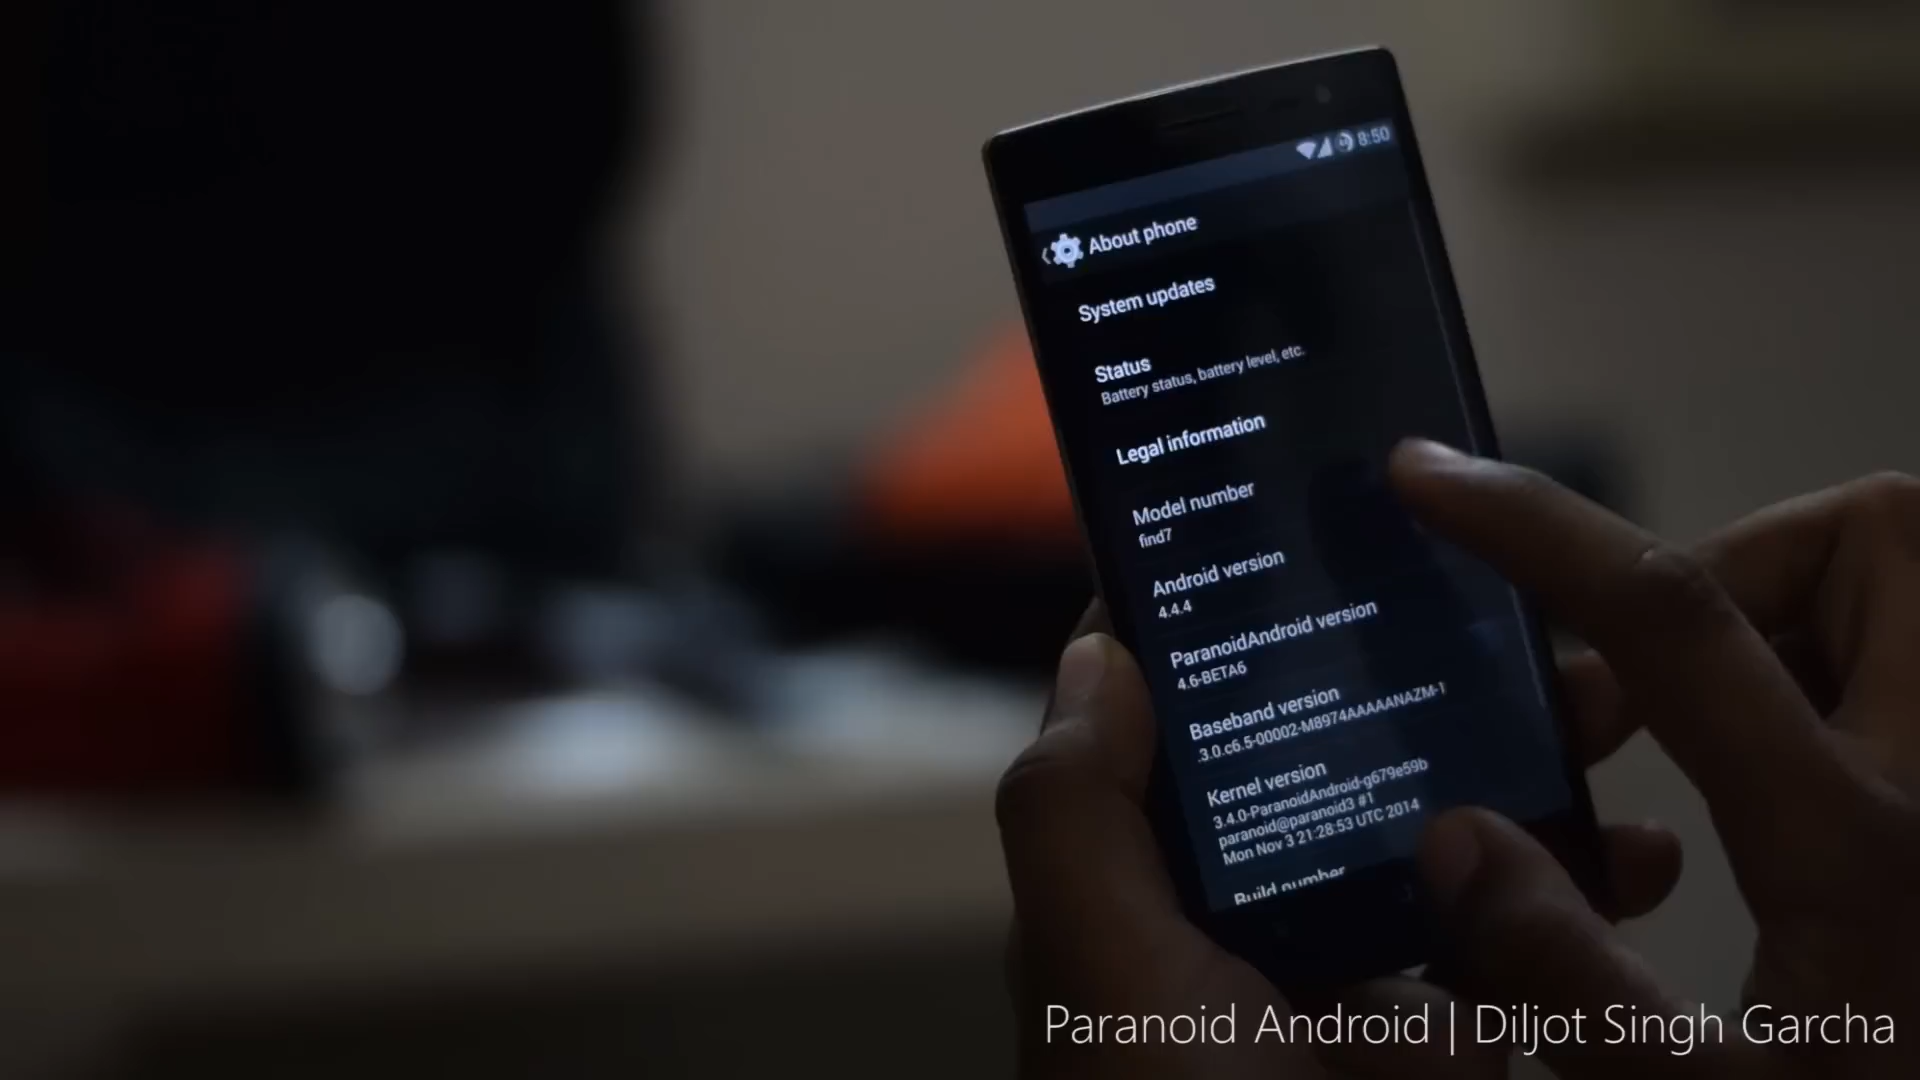 8:50
About phone
System updates
Status
Battery status, battery level, etc.
Legal information
Model number
find7
Android version
4.4.4
ParanoidAndroid version
4.6-BETA6
Baseband version
.3.0.c6.5-00002-M8974AAAAANAZM-1
Kernel version
3.4.0-ParanoidAndroid-g679e59b
paranoid@paranoid3 #1
Mon Nov 3 21:28:53 UTC 2014
Build number
Paranoid Android | Diljot Singh Garcha